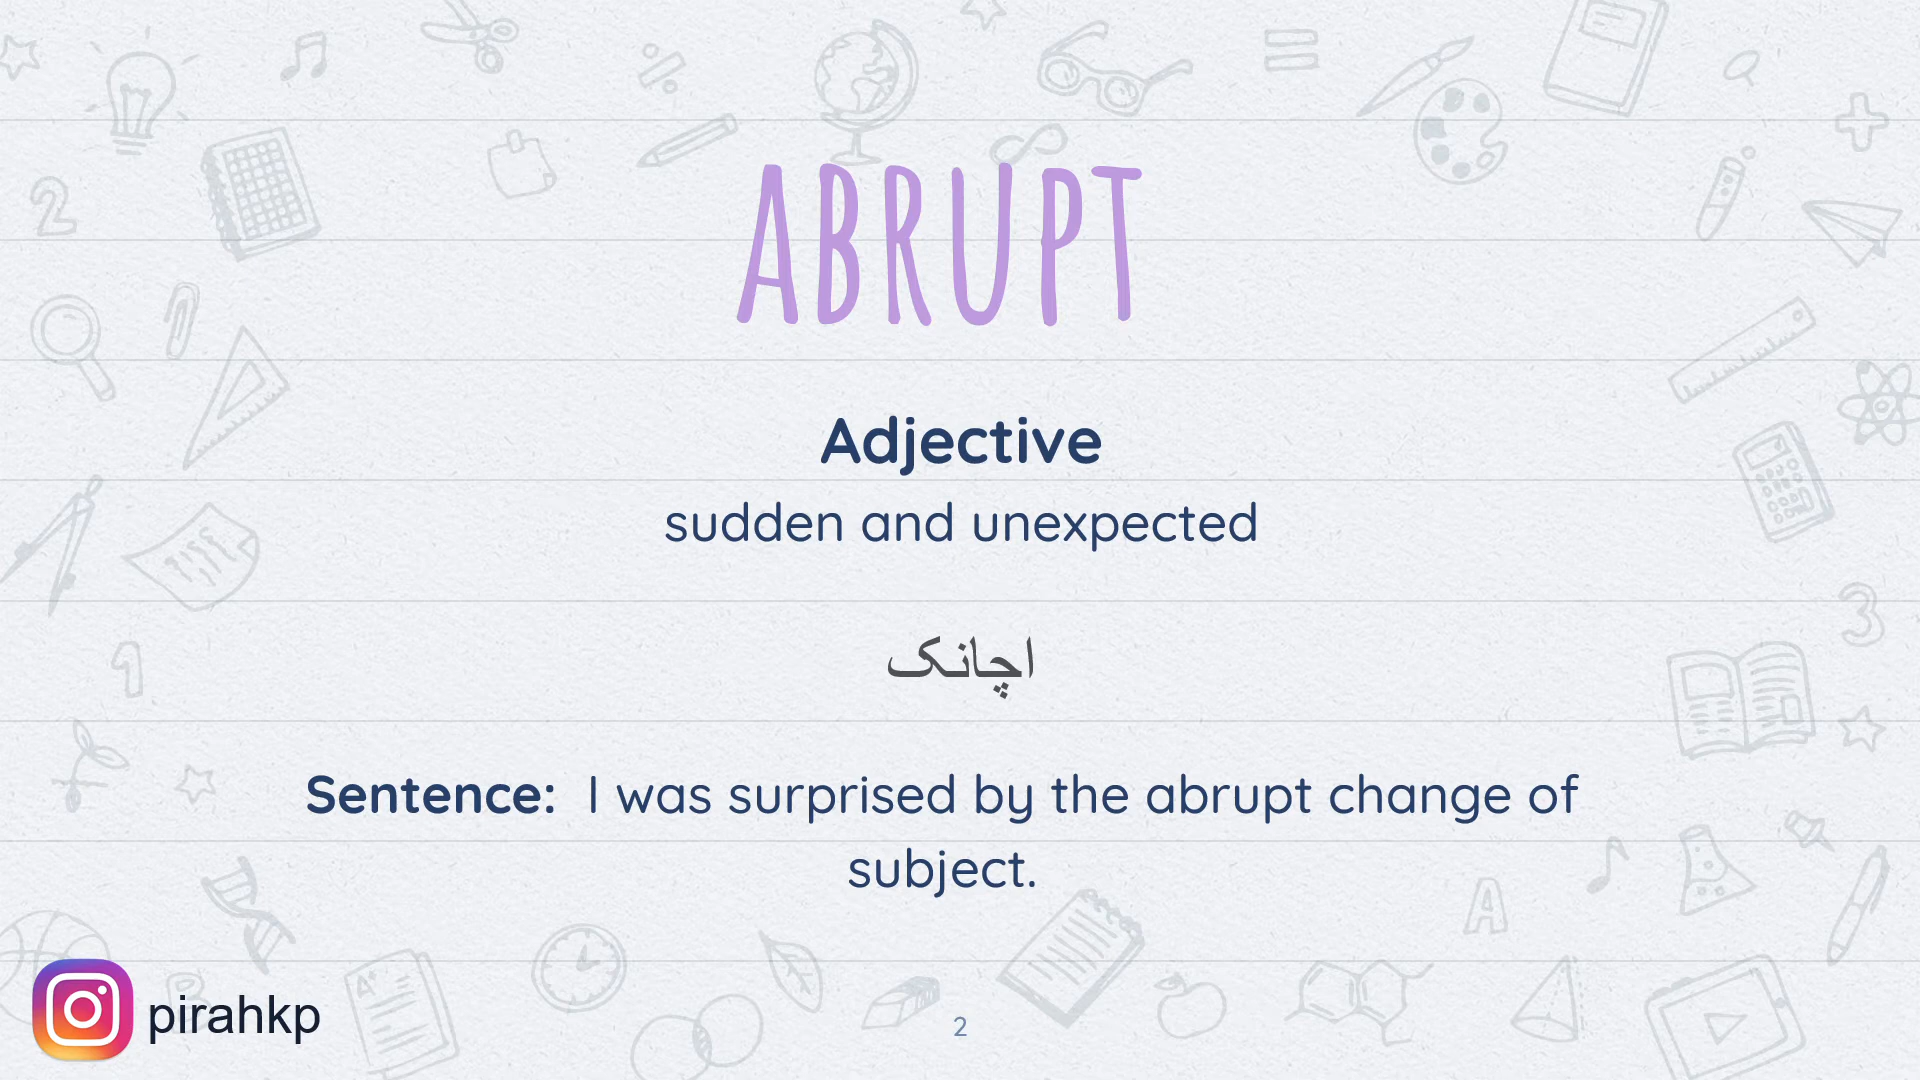 ABRUPT
Adjective
sudden and unexpected
اچانک
Sentence: I was surprised by the abrupt change of
subject.
pirahkp
2